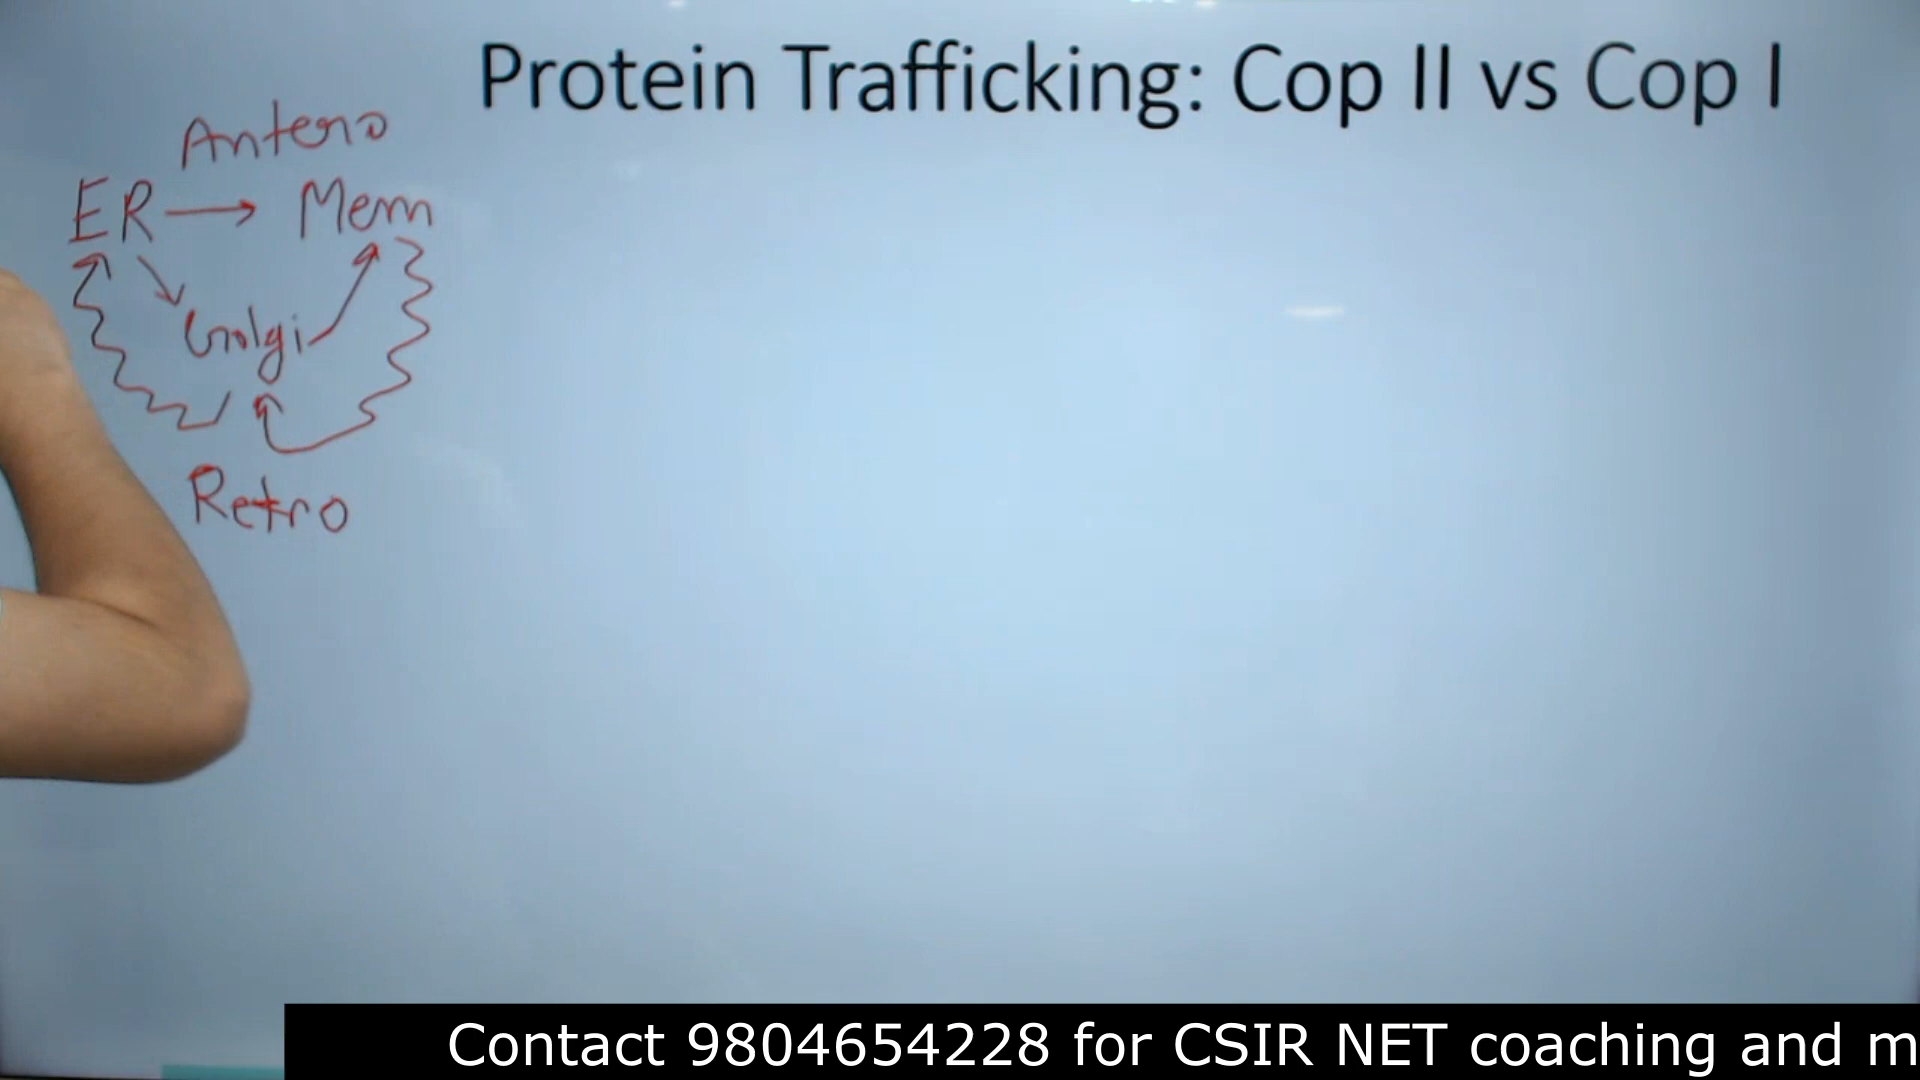 Protein Trafficking: Cop II vs Cop I
Antero
ER → Mem
Golgi
Retro
Contact 9804654228 for CSIR NET coaching and m